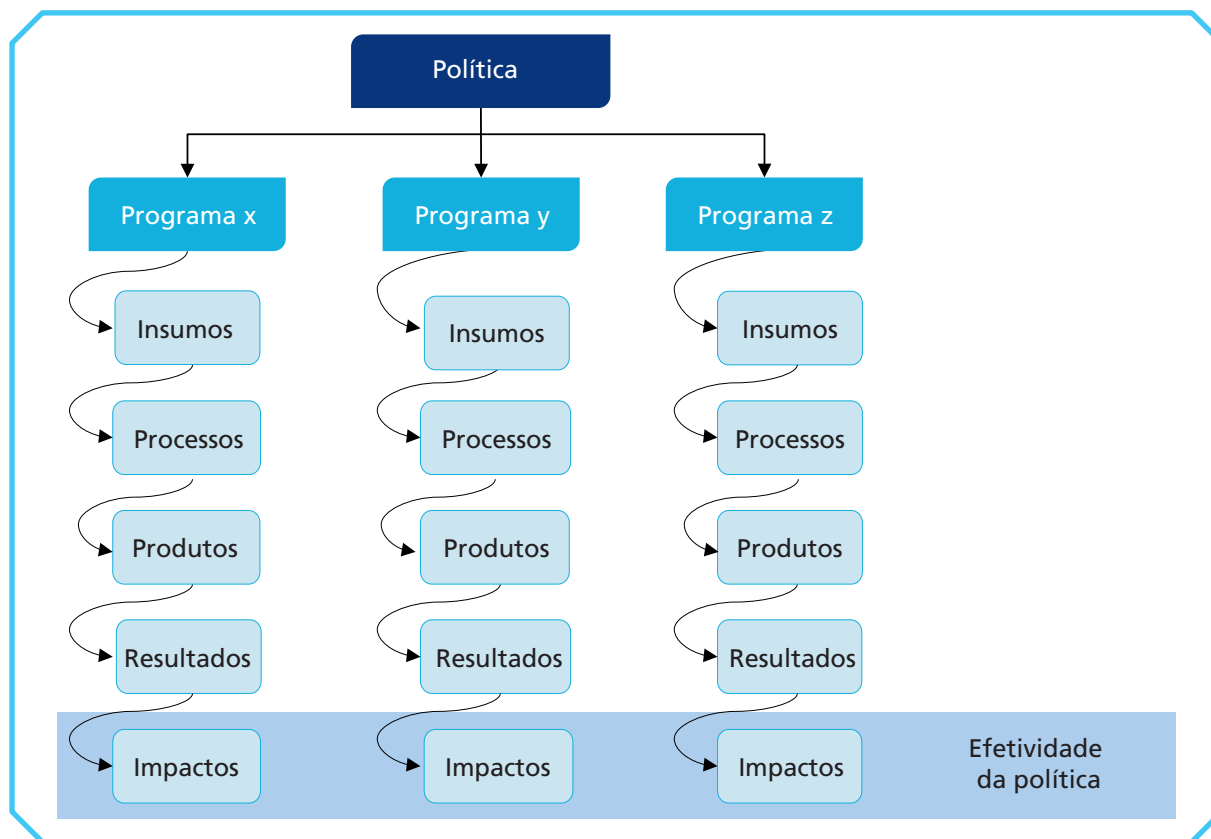 Política
Programa x
Programa y
Programa z
Insumos
Insumos
Insumos
Processos
Processos
Processos
Produtos
Produtos
Produtos
Resultados
Resultados
Resultados
Impactos
Impactos
Impactos
Efetividade
da política